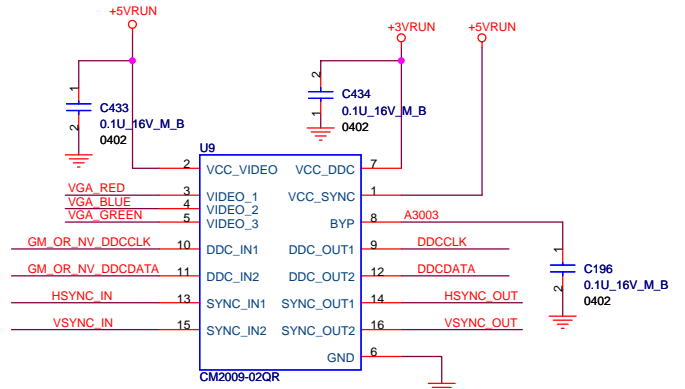 +5VRUN
+3VRUN
+5VRUN
1
C433
0.1U_16V_M_B
2
0402
2
C434
0.1U_16V_M_B
1
0402
U9
2 VCC_VIDEO VCC_DDC 7
VCC_SYNC 1
VGA_RED 3 VIDEO_1
VGA_BLUE 4 VIDEO_2
VGA_GREEN 5 VIDEO_3
BYP 8 A3003
GM_OR_NV_DDCCLK 10 DDC_IN1 DDC_OUT1 9 DDCCLK
GM_OR_NV_DDCDATA 11 DDC_IN2 DDC_OUT2 12 DDCDATA
1
C196
0.1U_16V_M_B
2
0402
HSYNC_IN 13 SYNC_IN1 SYNC_OUT1 14 HSYNC_OUT
VSYNC_IN 15 SYNC_IN2 SYNC_OUT2 16 VSYNC_OUT
GND 6
CM2009-02QR